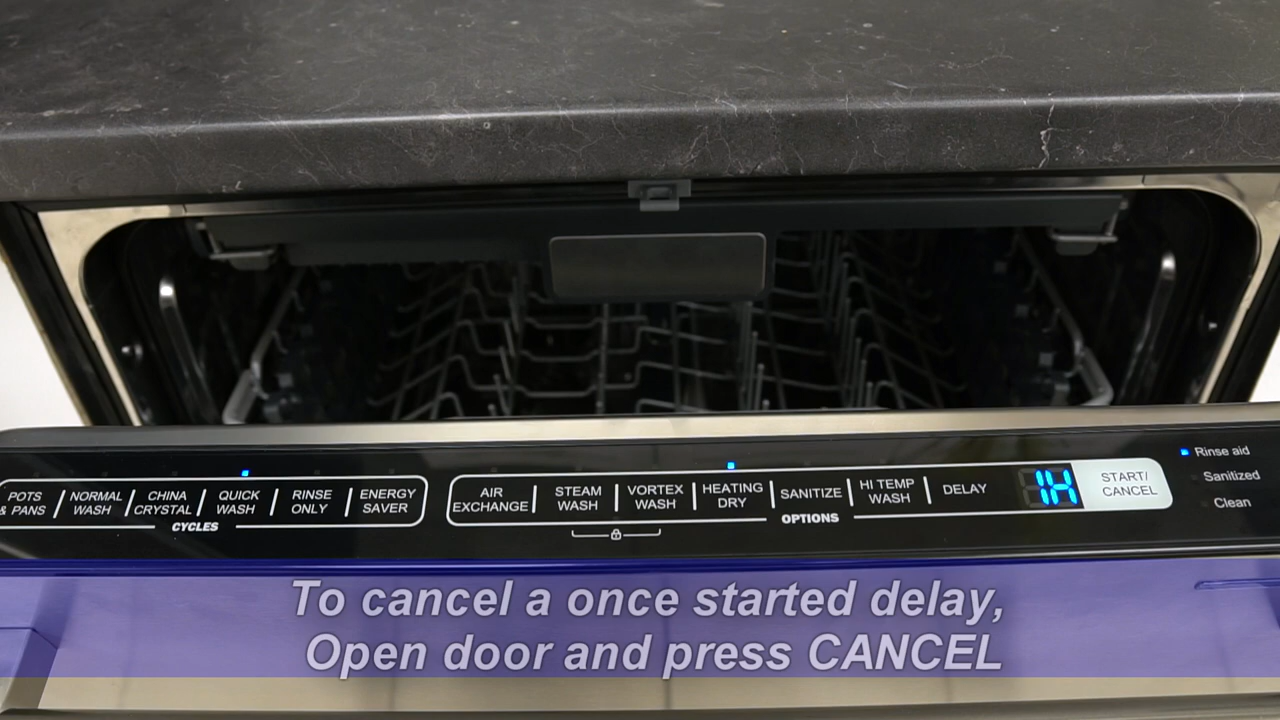 POTS
& PANS
NORMAL
WASH
CHINA
CRYSTAL
QUICK
WASH
RINSE
ONLY
ENERGY
SAVER
CYCLES
AIR
EXCHANGE
STEAM
WASH
VORTEX
WASH
HEATING
DRY
SANITIZE
HI TEMP
WASH
DELAY
OPTIONS
1H
START/
CANCEL
Rinse aid
Sanitized
Clean
To cancel a once started delay,
Open door and press CANCEL